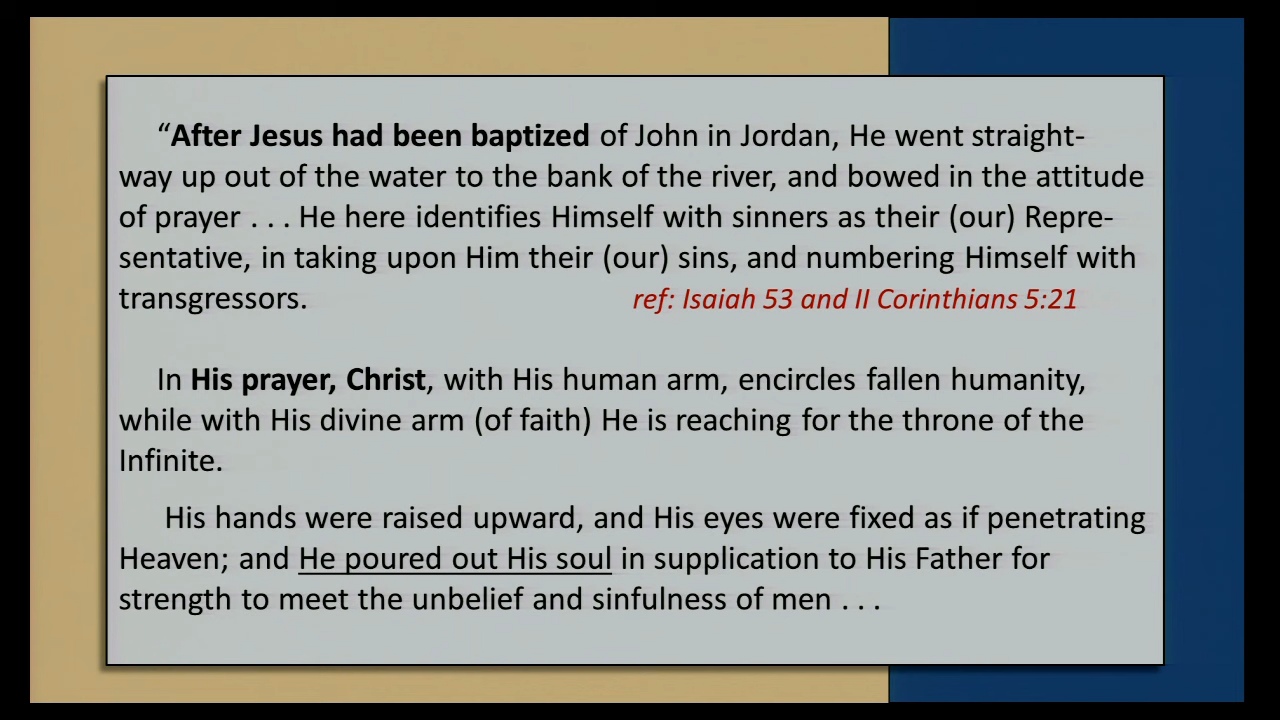 “After Jesus had been baptized of John in Jordan, He went straight-
way up out of the water to the bank of the river, and bowed in the attitude
of prayer . . . He here identifies Himself with sinners as their (our) Repre-
sentative, in taking upon Him their (our) sins, and numbering Himself with
transgressors. ref: Isaiah 53 and II Corinthians 5:21
In His prayer, Christ, with His human arm, encircles fallen humanity,
while with His divine arm (of faith) He is reaching for the throne of the
Infinite.
His hands were raised upward, and His eyes were fixed as if penetrating
Heaven; and He poured out His soul in supplication to His Father for
strength to meet the unbelief and sinfulness of men . . .